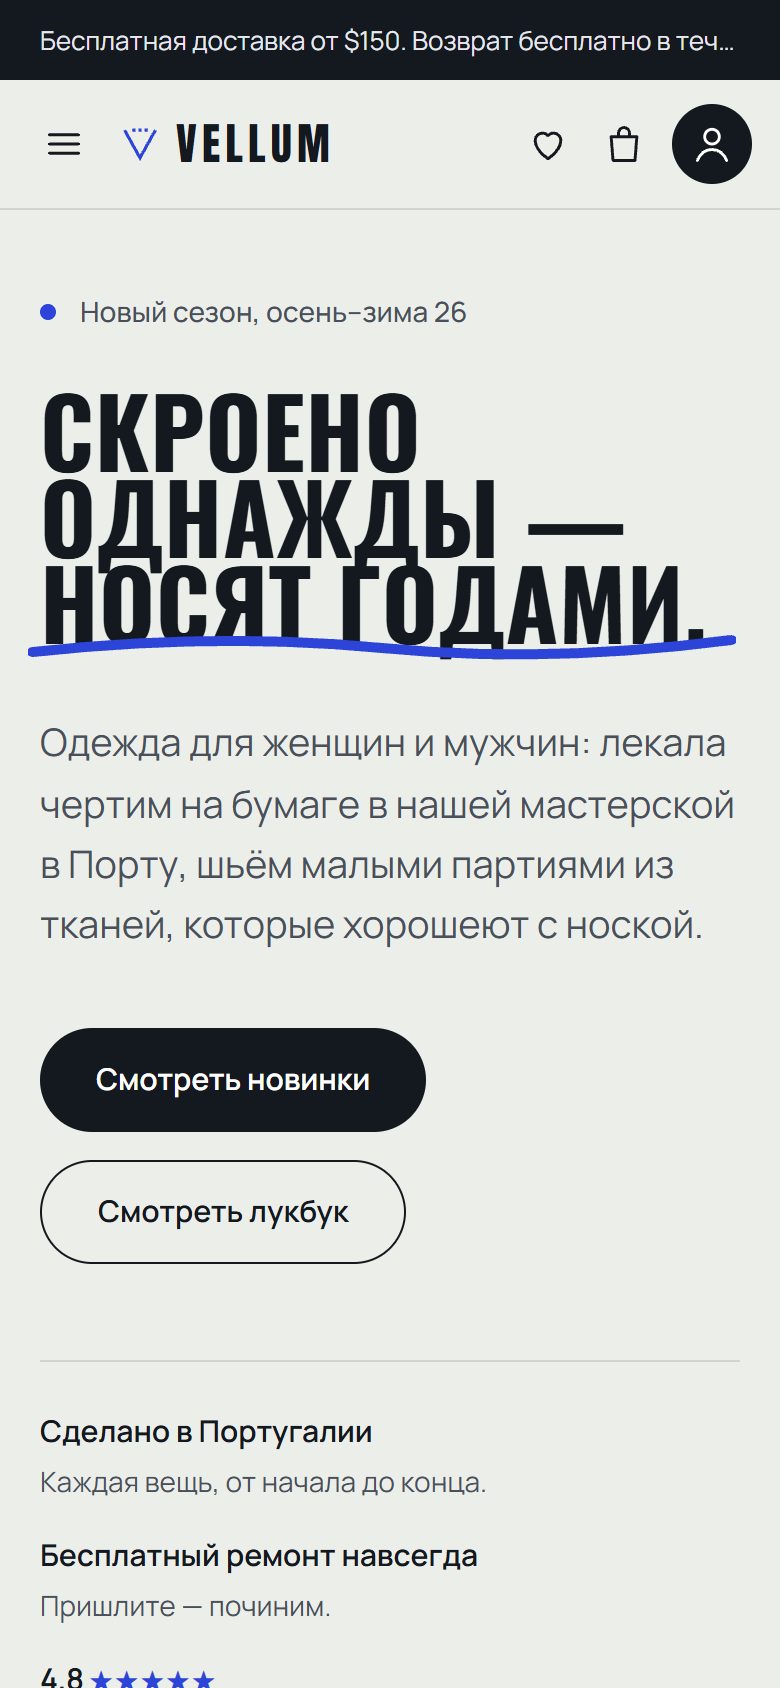 Бесплатная доставка от $150. Возврат бесплатно в теч...
VELLUM
Новый сезон, осень–зима 26
СКРОЕНО
ОДНАЖДЫ —
НОСЯТ ГОДАМИ.
Одежда для женщин и мужчин: лекала
чертим на бумаге в нашей мастерской
в Порту, шьём малыми партиями из
тканей, которые хорошеют с ноской.
Смотреть новинки
Смотреть лукбук
Сделано в Португалии
Каждая вещь, от начала до конца.
Бесплатный ремонт навсегда
Пришлите — починим.
4,8 ★★★★★